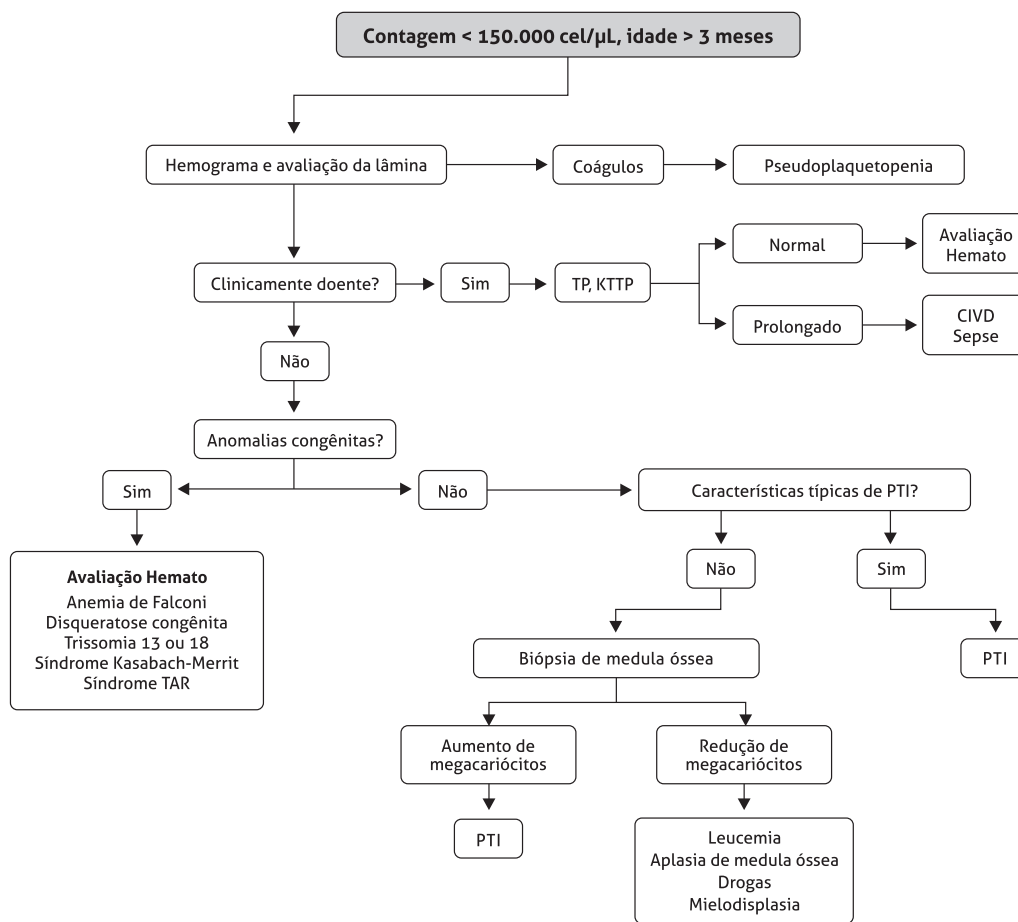 Contagem < 150.000 cel/µL, idade > 3 meses
Hemograma e avaliação da lâmina
Coágulos
Pseudoplaquetopenia
Clinicamente doente?
Sim
TP, KTTP
Normal
Avaliação
Hemato
Prolongado
CIVD
Sepse
Não
Anomalias congênitas?
Sim
Não
Características típicas de PTI?
Avaliação Hemato
Anemia de Falconi
Disqueratose congênita
Trissomia 13 ou 18
Síndrome Kasabach-Merrit
Síndrome TAR
Não
Sim
Biópsia de medula óssea
PTI
Aumento de
megacariócitos
Redução de
megacariócitos
PTI
Leucemia
Aplasia de medula óssea
Drogas
Mielodisplasia